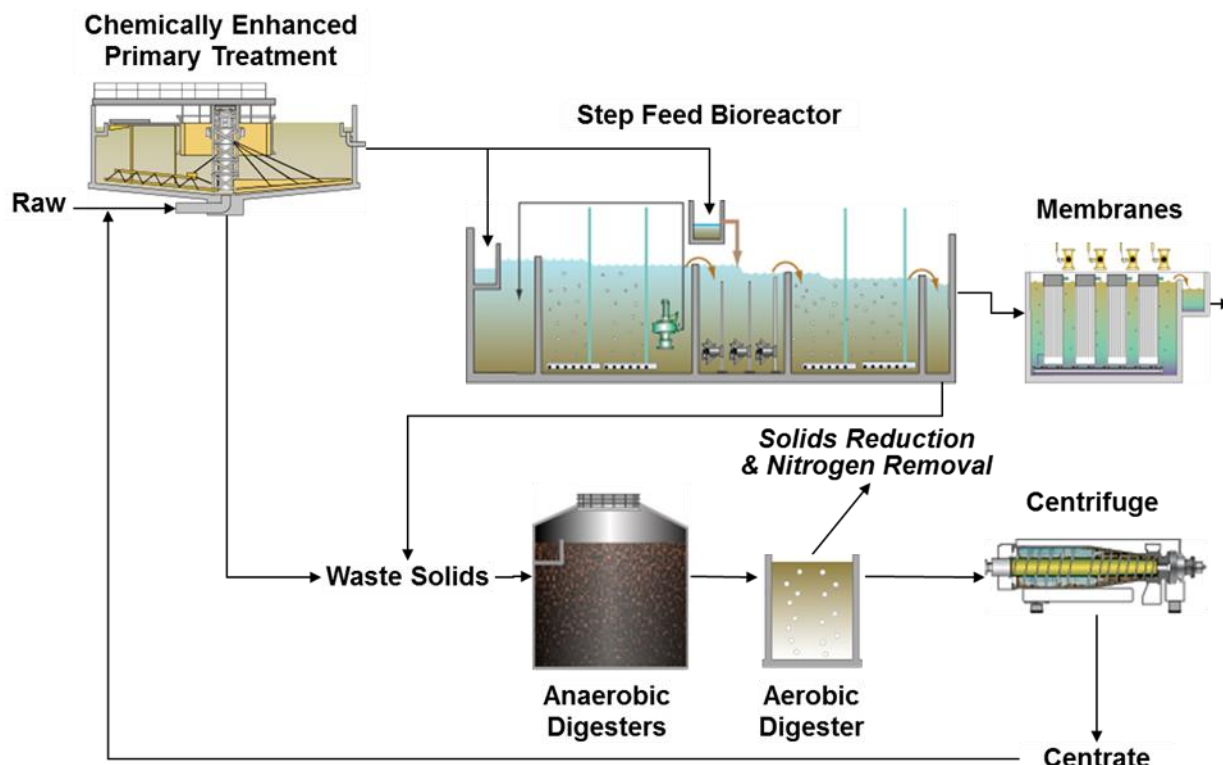 Chemically Enhanced
Primary Treatment
Step Feed Bioreactor
Raw
Membranes
Solids Reduction
& Nitrogen Removal
Centrifuge
Waste Solids
Anaerobic
Digesters
Aerobic
Digester
Centrate